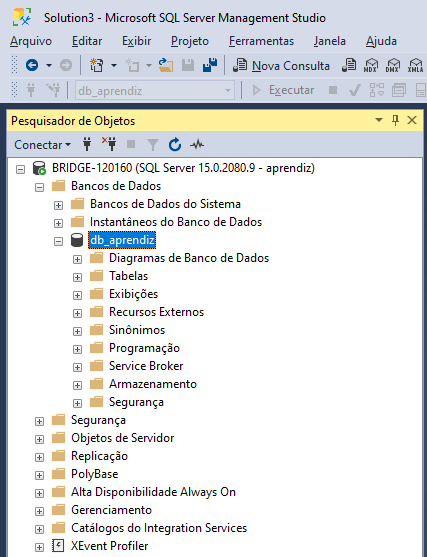 Solution3 - Microsoft SQL Server Management Studio
Arquivo Editar Exibir Projeto Ferramentas Janela Ajuda
Nova Consulta MDX DMX XMLA
db_aprendiz Executar
Pesquisador de Objetos
Conectar
BRIDGE-120160 (SQL Server 15.0.2080.9 - aprendiz)
Bancos de Dados
Bancos de Dados do Sistema
Instantâneos do Banco de Dados
db_aprendiz
Diagramas de Banco de Dados
Tabelas
Exibições
Recursos Externos
Sinônimos
Programação
Service Broker
Armazenamento
Segurança
Segurança
Objetos de Servidor
Replicação
PolyBase
Alta Disponibilidade Always On
Gerenciamento
Catálogos do Integration Services
XEvent Profiler